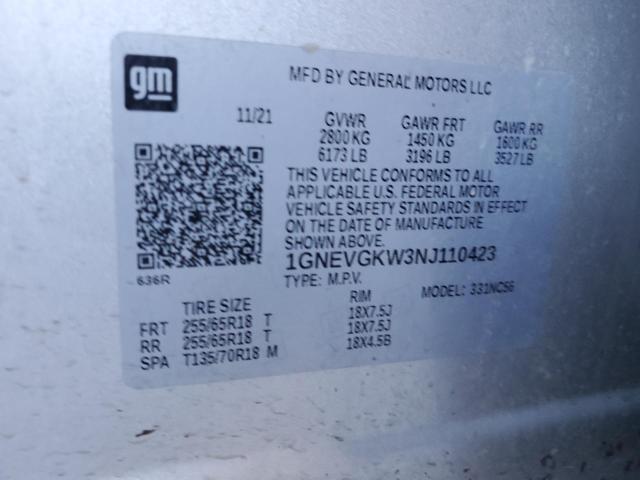 gm
MFD BY GENERAL MOTORS LLC
11/21
GVWR GAWR FRT GAWR RR
2800 KG 1450 KG 1600 KG
6173 LB 3196 LB 3527 LB
THIS VEHICLE CONFORMS TO ALL
APPLICABLE U.S. FEDERAL MOTOR
VEHICLE SAFETY STANDARDS IN EFFECT
ON THE DATE OF MANUFACTURE
SHOWN ABOVE.
1GNEVGKW3NJ110423
636R
TYPE: M.P.V. MODEL: 331NC56
TIRE SIZE RIM
FRT 255/65R18 T 18X7.5J
RR 255/65R18 T 18X7.5J
SPA T135/70R18 M 18X4.5B